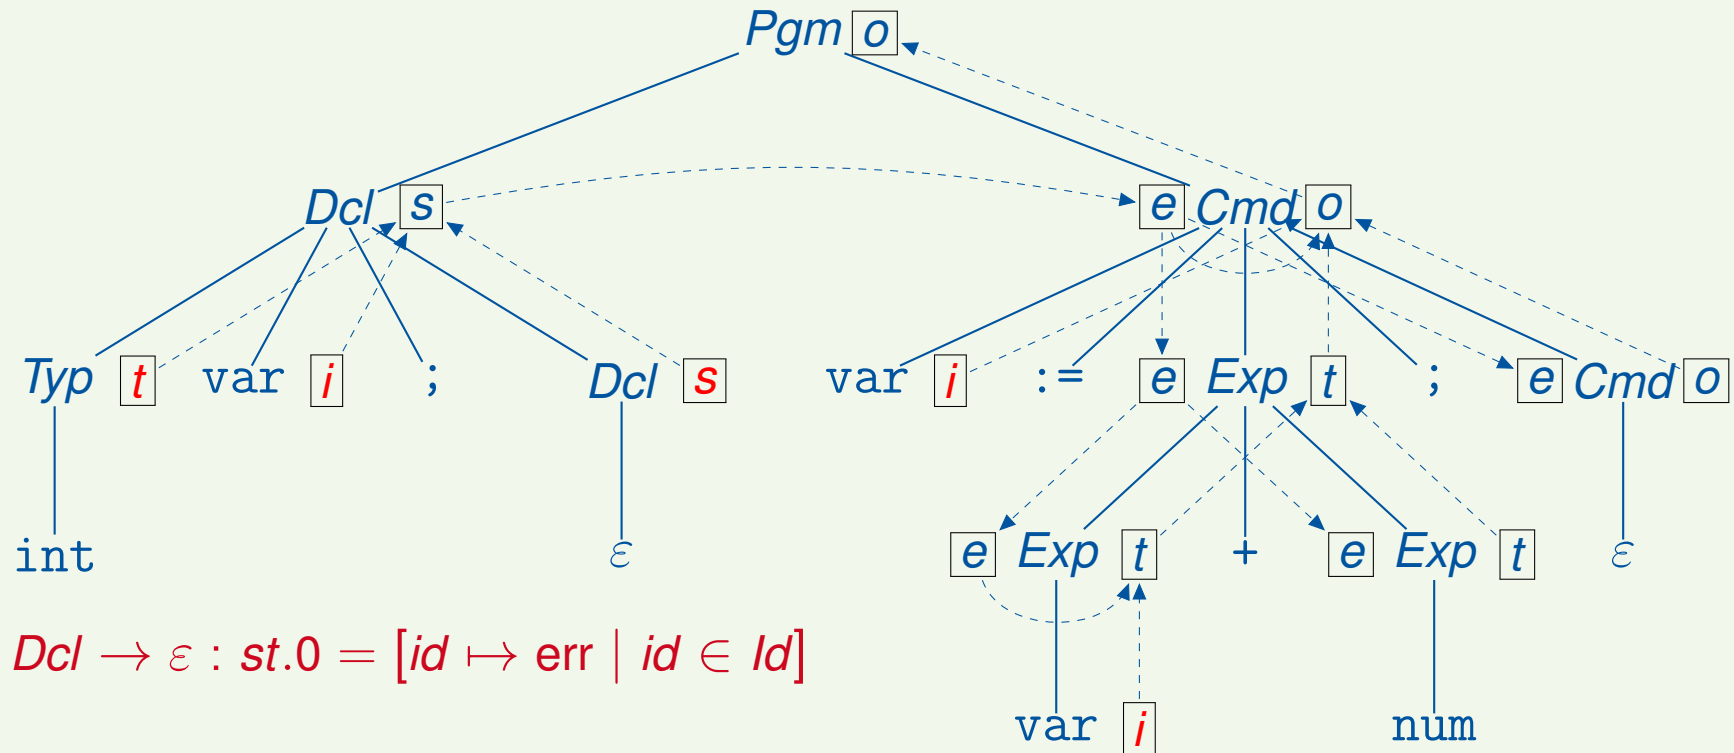 Pgm o
Dcl s e Cmd o
Typ t var i ; Dcl s var i := e Exp t ; e Cmd o
int ε e Exp t + e Exp t ε
Dcl → ε : st.0 = [id ↦ err | id ∈ Id]
var i num